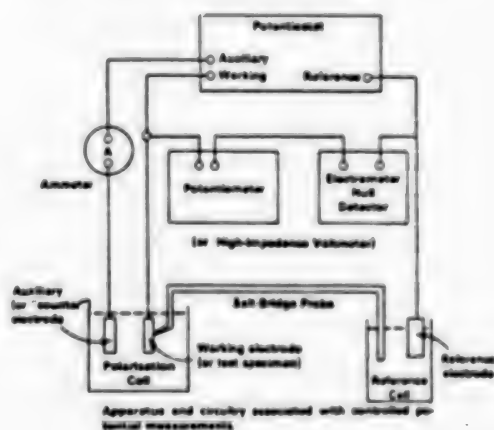 Potentiostat
Auxiliary
Working
Reference
A
Ammeter
Potentiometer
Electrometer
Null
Detector
(or High-Impedance Voltmeter)
Salt-Bridge Probe
Auxiliary
(or counter
electrode
Working electrode
(or test specimen)
Polarization
Cell
Reference
electrode
Reference
Cell
Apparatus and circuitry associated with controlled po-
tential measurements